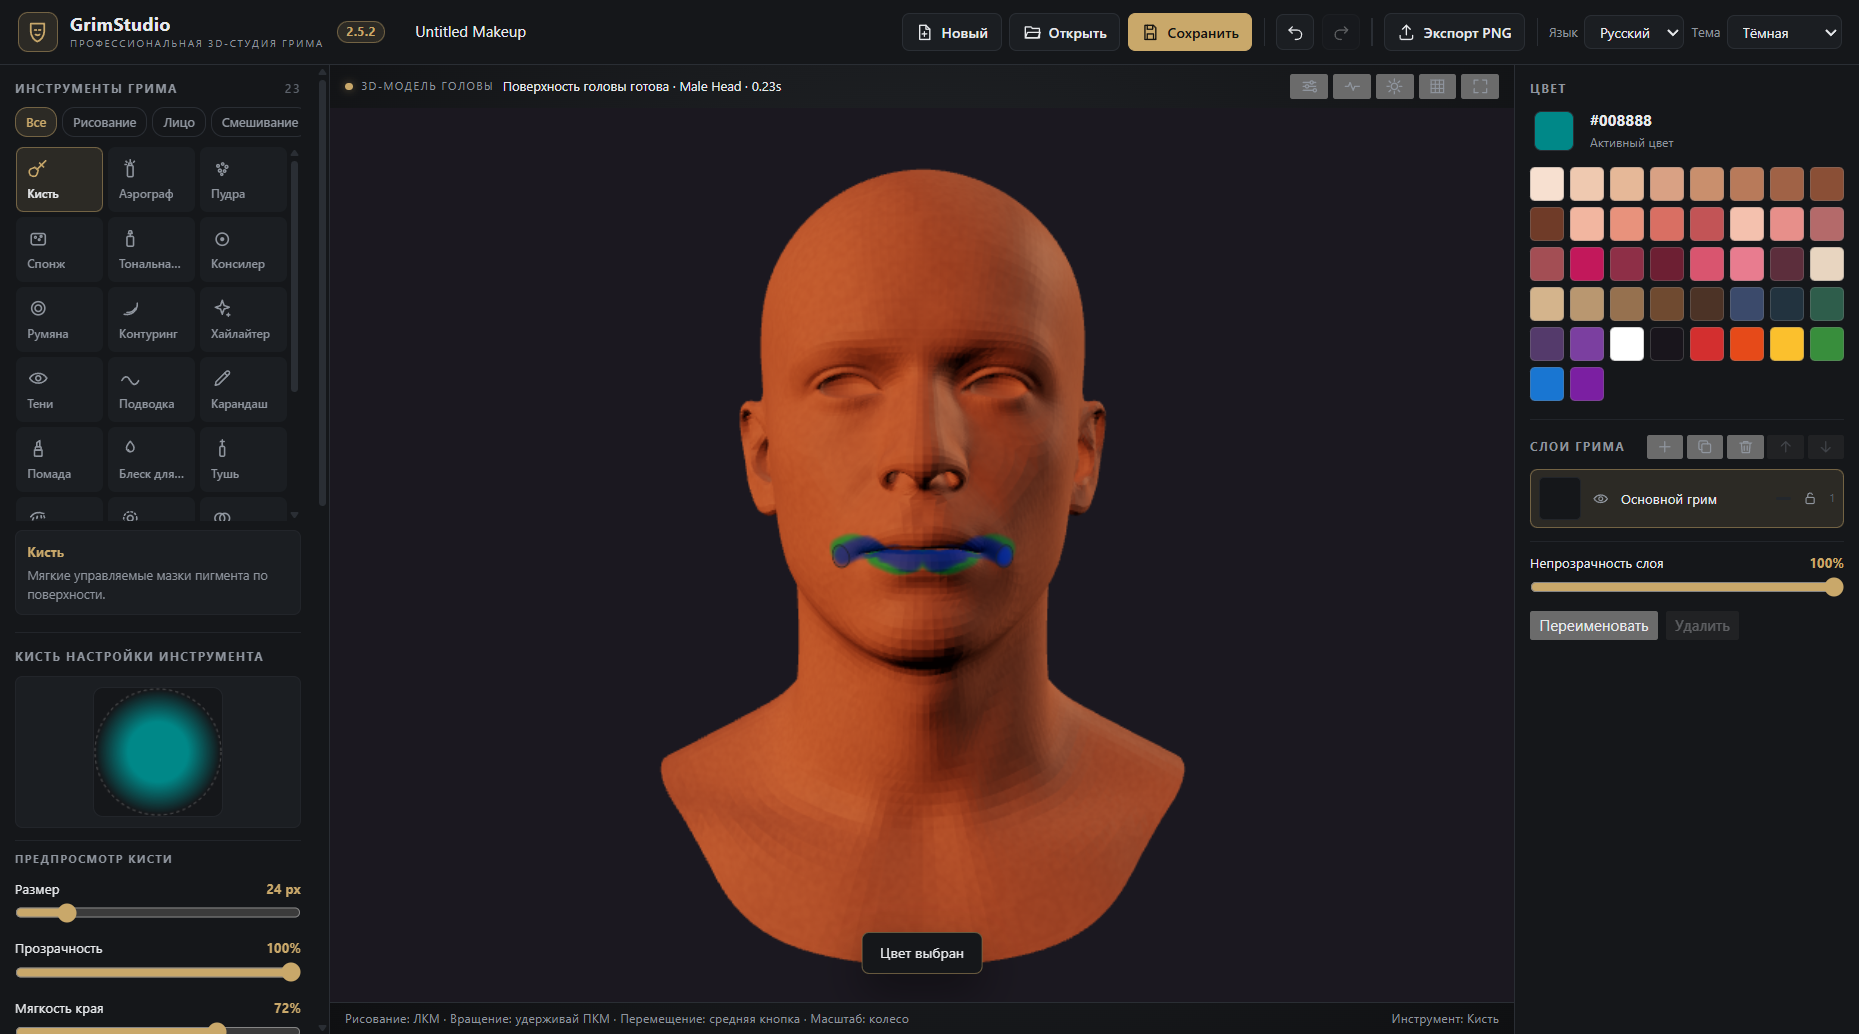 GrimStudio
ПРОФЕССИОНАЛЬНАЯ 3D-СТУДИЯ ГРИМА
2.5.2
Untitled Makeup
Новый
Открыть
Сохранить
Экспорт PNG
Язык
Русский
Тема
Тёмная
ИНСТРУМЕНТЫ ГРИМА
23
Все
Рисование
Лицо
Смешивание
Кисть
Аэрограф
Пудра
Спонж
Тональна...
Консилер
Румяна
Контуринг
Хайлайтер
Тени
Подводка
Карандаш
Помада
Блеск для...
Тушь
Кисть
Мягкие управляемые мазки пигмента по
поверхности.
КИСТЬ НАСТРОЙКИ ИНСТРУМЕНТА
ПРЕДПРОСМОТР КИСТИ
Размер
24 px
Прозрачность
100%
Мягкость края
72%
3D-МОДЕЛЬ ГОЛОВЫ
Поверхность головы готова · Male Head · 0.23s
Цвет выбран
Рисование: ЛКМ · Вращение: удерживай ПКМ · Перемещение: средняя кнопка · Масштаб: колесо
Инструмент: Кисть
ЦВЕТ
#008888
Активный цвет
СЛОИ ГРИМА
Основной грим
1
Непрозрачность слоя
100%
Переименовать
Удалить